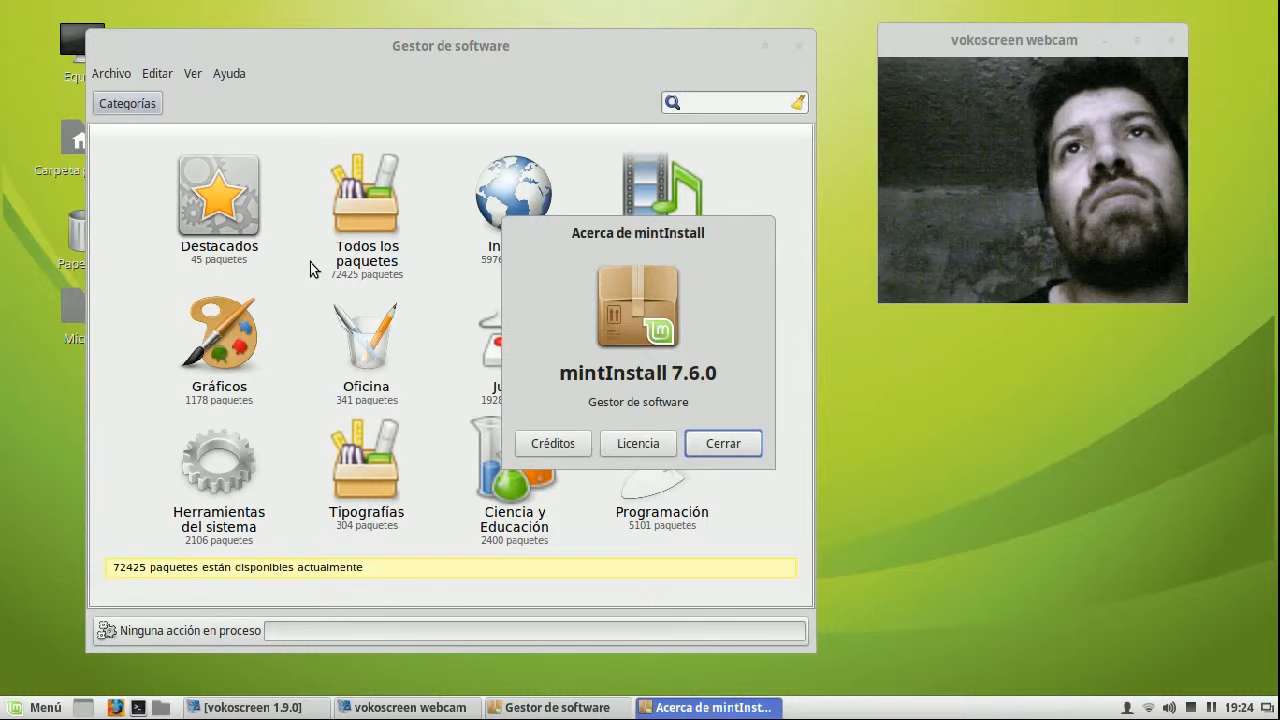 Gestor de software
vokoscreen webcam
Archivo Editar Ver Ayuda
Categorías
Destacados
45 paquetes
Todos los
paquetes
72425 paquetes
Acerca de mintInstall
mintInstall 7.6.0
Gestor de software
Créditos Licencia Cerrar
Gráficos
1178 paquetes
Oficina
341 paquetes
Herramientas
del sistema
2106 paquetes
Tipografías
304 paquetes
Ciencia y
Educación
2400 paquetes
Programación
5101 paquetes
72425 paquetes están disponibles actualmente
Ninguna acción en proceso
Menú
[vokoscreen 1.9.0]
vokoscreen webcam
Gestor de software
Acerca de mintInst...
19:24